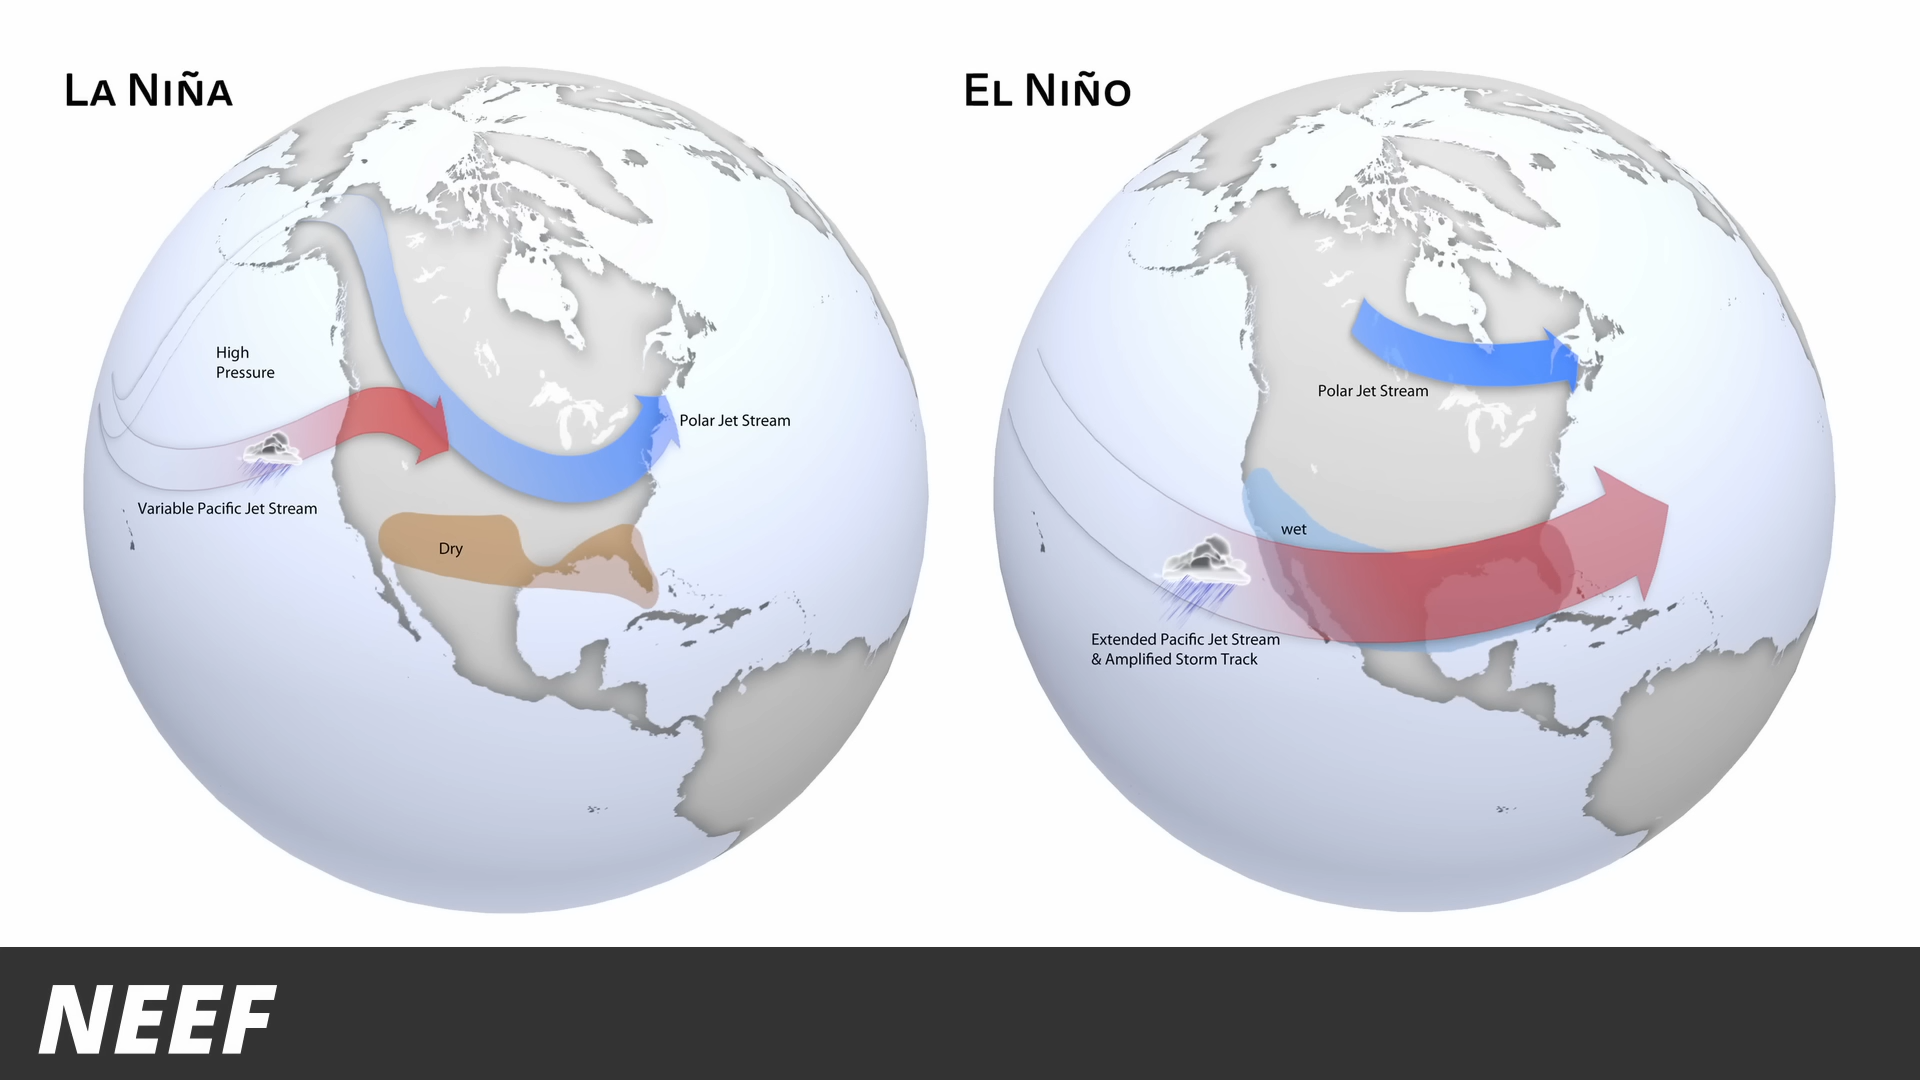 LA NIÑA
High
Pressure
Polar Jet Stream
Variable Pacific Jet Stream
Dry
EL NIÑO
Polar Jet Stream
wet
Extended Pacific Jet Stream
& Amplified Storm Track
NEEF